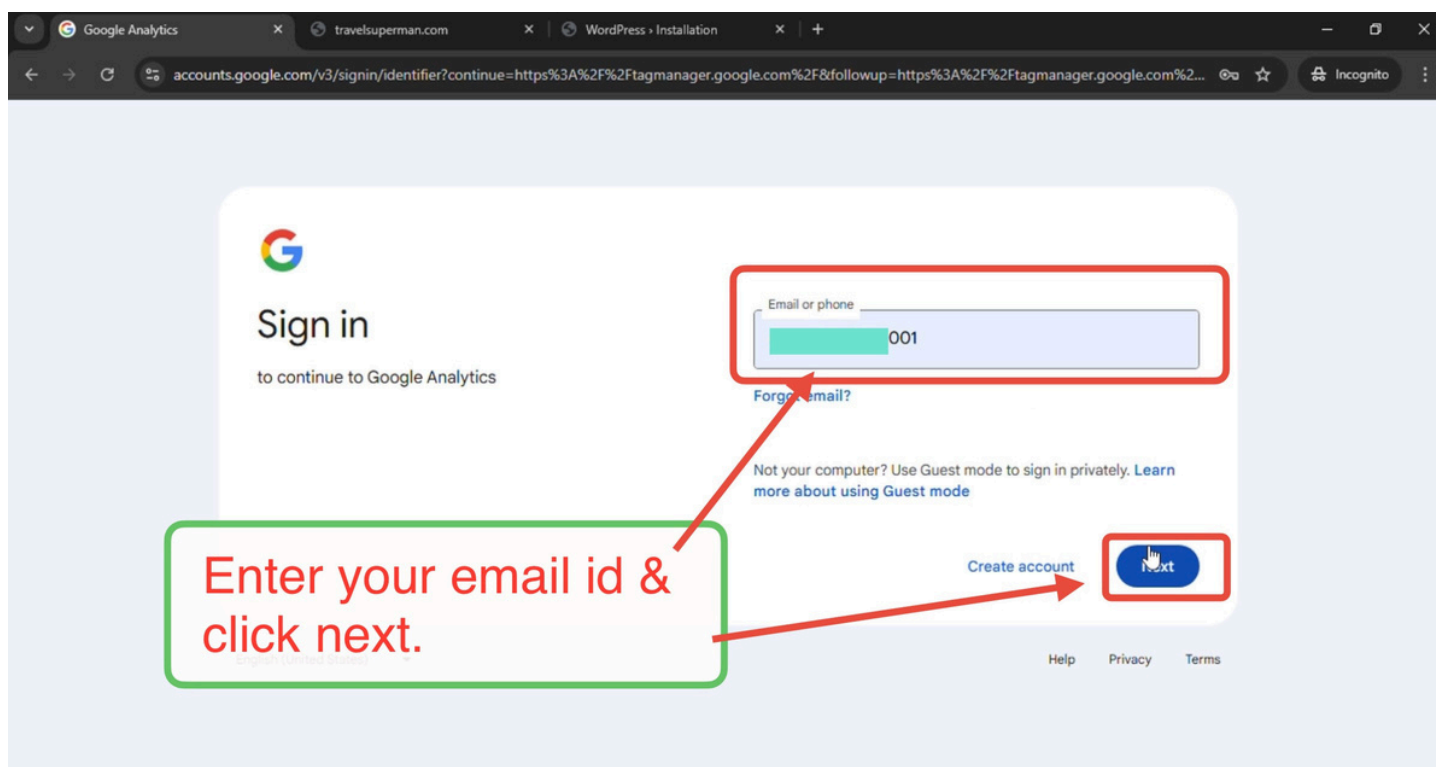 Google Analytics
travelsuperman.com
WordPress › Installation
accounts.google.com/v3/signin/identifier?continue=https%3A%2F%2Ftagmanager.google.com%2F&followup=https%3A%2F%2Ftagmanager.google.com%2...
Incognito
Sign in
to continue to Google Analytics
Email or phone
001
Forgot email?
Not your computer? Use Guest mode to sign in privately. Learn
more about using Guest mode
Create account
Next
Enter your email id &
click next.
English (United States)
Help Privacy Terms